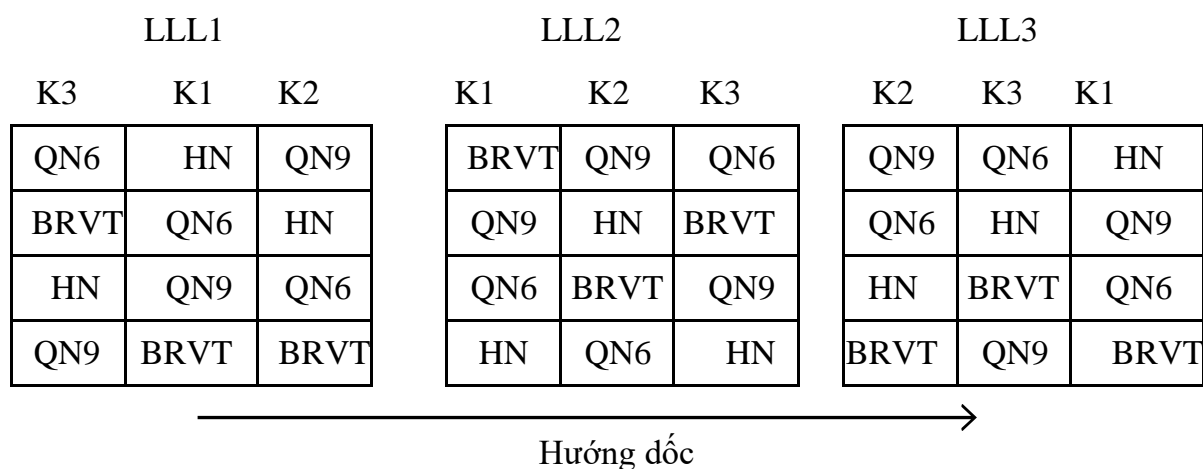 LLL1 LLL2 LLL3
K3 K1 K2 K1 K2 K3 K2 K3 K1
QN6 HN QN9 BRVT QN9 QN6 QN9 QN6 HN
BRVT QN6 HN QN9 HN BRVT QN6 HN QN9
HN QN9 QN6 QN6 BRVT QN9 HN BRVT QN6
QN9 BRVT BRVT HN QN6 HN BRVT QN9 BRVT
Hướng dốc